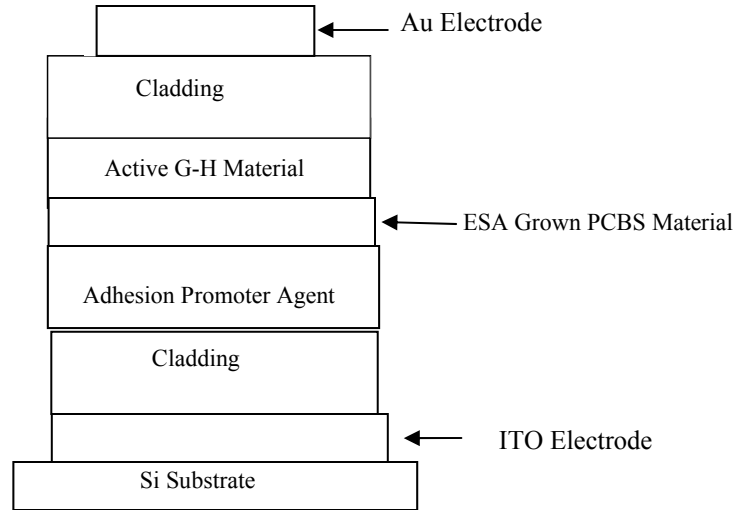 Au Electrode
Cladding
Active G-H Material
ESA Grown PCBS Material
Adhesion Promoter Agent
Cladding
ITO Electrode
Si Substrate